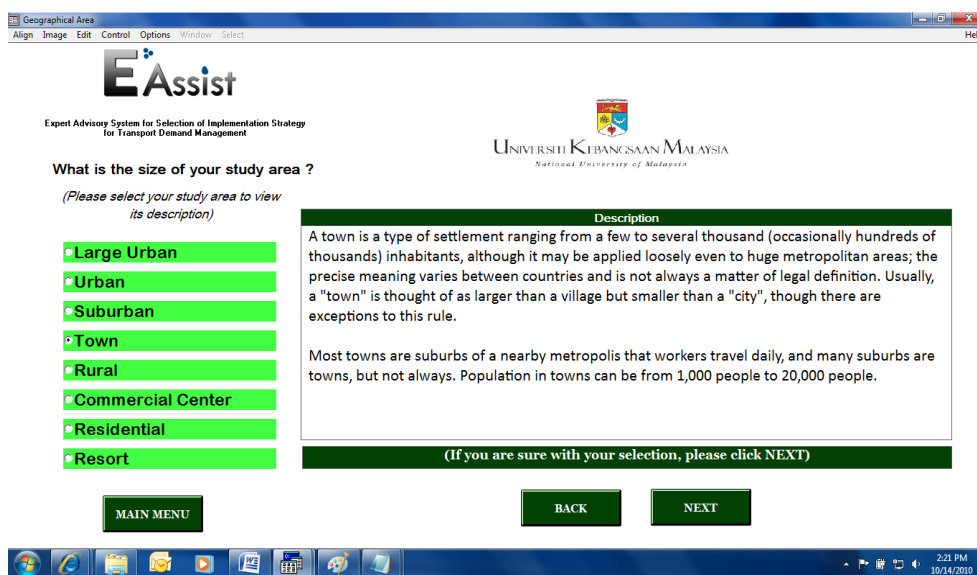 Geographical Area
Align Image Edit Control Options Window Select Hel
EAssist
Expert Advisory System for Selection of Implementation Strategy
for Transport Demand Management
UNIVERSITI KEBANGSAAN MALAYSIA
National University of Malaysia
What is the size of your study area ?
(Please select your study area to view
its description)
Large Urban
Urban
Suburban
Town
Rural
Commercial Center
Residential
Resort
Description
A town is a type of settlement ranging from a few to several thousand (occasionally hundreds of
thousands) inhabitants, although it may be applied loosely even to huge metropolitan areas; the
precise meaning varies between countries and is not always a matter of legal definition. Usually,
a "town" is thought of as larger than a village but smaller than a "city", though there are
exceptions to this rule.
Most towns are suburbs of a nearby metropolis that workers travel daily, and many suburbs are
towns, but not always. Population in towns can be from 1,000 people to 20,000 people.
(If you are sure with your selection, please click NEXT)
MAIN MENU
BACK
NEXT
2:21 PM
10/14/2010